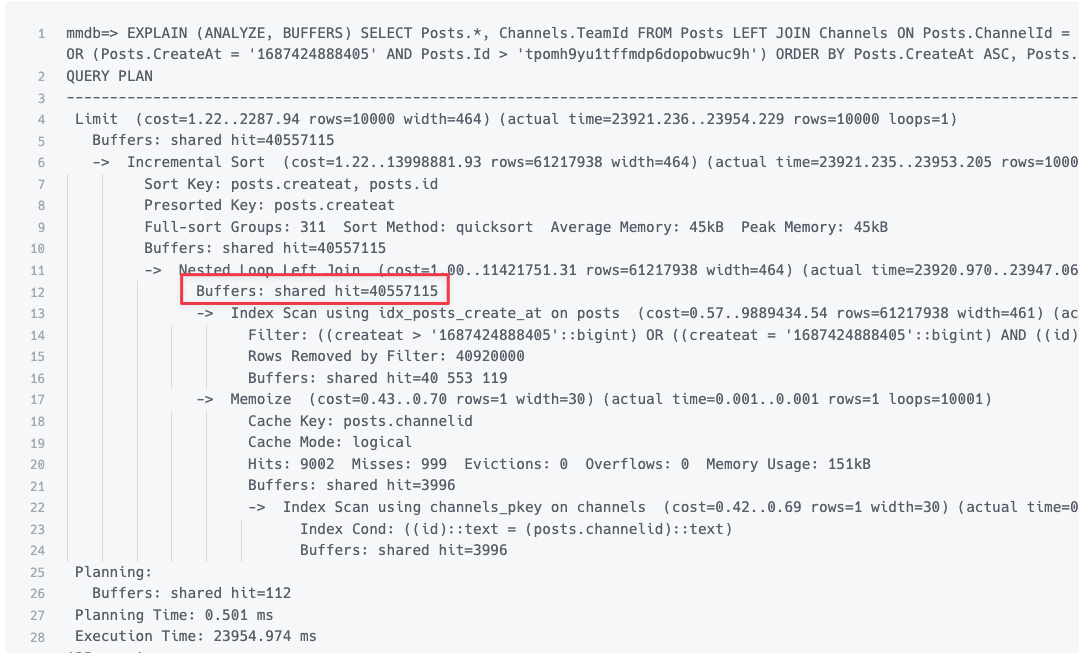 1 mmdb=> EXPLAIN (ANALYZE, BUFFERS) SELECT Posts.*, Channels.TeamId FROM Posts LEFT JOIN Channels ON Posts.ChannelId =
OR (Posts.CreateAt = '1687424888405' AND Posts.Id > 'tpomh9yu1tffmdp6dopobwuc9h') ORDER BY Posts.CreateAt ASC, Posts.
2 QUERY PLAN
3 ---------------------------------------------------------------------------------------------------------------------
4 Limit (cost=1.22..2287.94 rows=10000 width=464) (actual time=23921.236..23954.229 rows=10000 loops=1)
5 Buffers: shared hit=40557115
6 -> Incremental Sort (cost=1.22..13998881.93 rows=61217938 width=464) (actual time=23921.235..23953.205 rows=1000
7 Sort Key: posts.createat, posts.id
8 Presorted Key: posts.createat
9 Full-sort Groups: 311 Sort Method: quicksort Average Memory: 45kB Peak Memory: 45kB
10 Buffers: shared hit=40557115
11 -> Nested Loop Left Join (cost=1.00..11421751.31 rows=61217938 width=464) (actual time=23920.970..23947.06
12 Buffers: shared hit=40557115
13 -> Index Scan using idx_posts_create_at on posts (cost=0.57..9889434.54 rows=61217938 width=461) (ac
14 Filter: ((createat > '1687424888405'::bigint) OR ((createat = '1687424888405'::bigint) AND ((id)
15 Rows Removed by Filter: 40920000
16 Buffers: shared hit=40 553 119
17 -> Memoize (cost=0.43..0.70 rows=1 width=30) (actual time=0.001..0.001 rows=1 loops=10001)
18 Cache Key: posts.channelid
19 Cache Mode: logical
20 Hits: 9002 Misses: 999 Evictions: 0 Overflows: 0 Memory Usage: 151kB
21 Buffers: shared hit=3996
22 -> Index Scan using channels_pkey on channels (cost=0.42..0.69 rows=1 width=30) (actual time=0
23 Index Cond: ((id)::text = (posts.channelid)::text)
24 Buffers: shared hit=3996
25 Planning:
26 Buffers: shared hit=112
27 Planning Time: 0.501 ms
28 Execution Time: 23954.974 ms